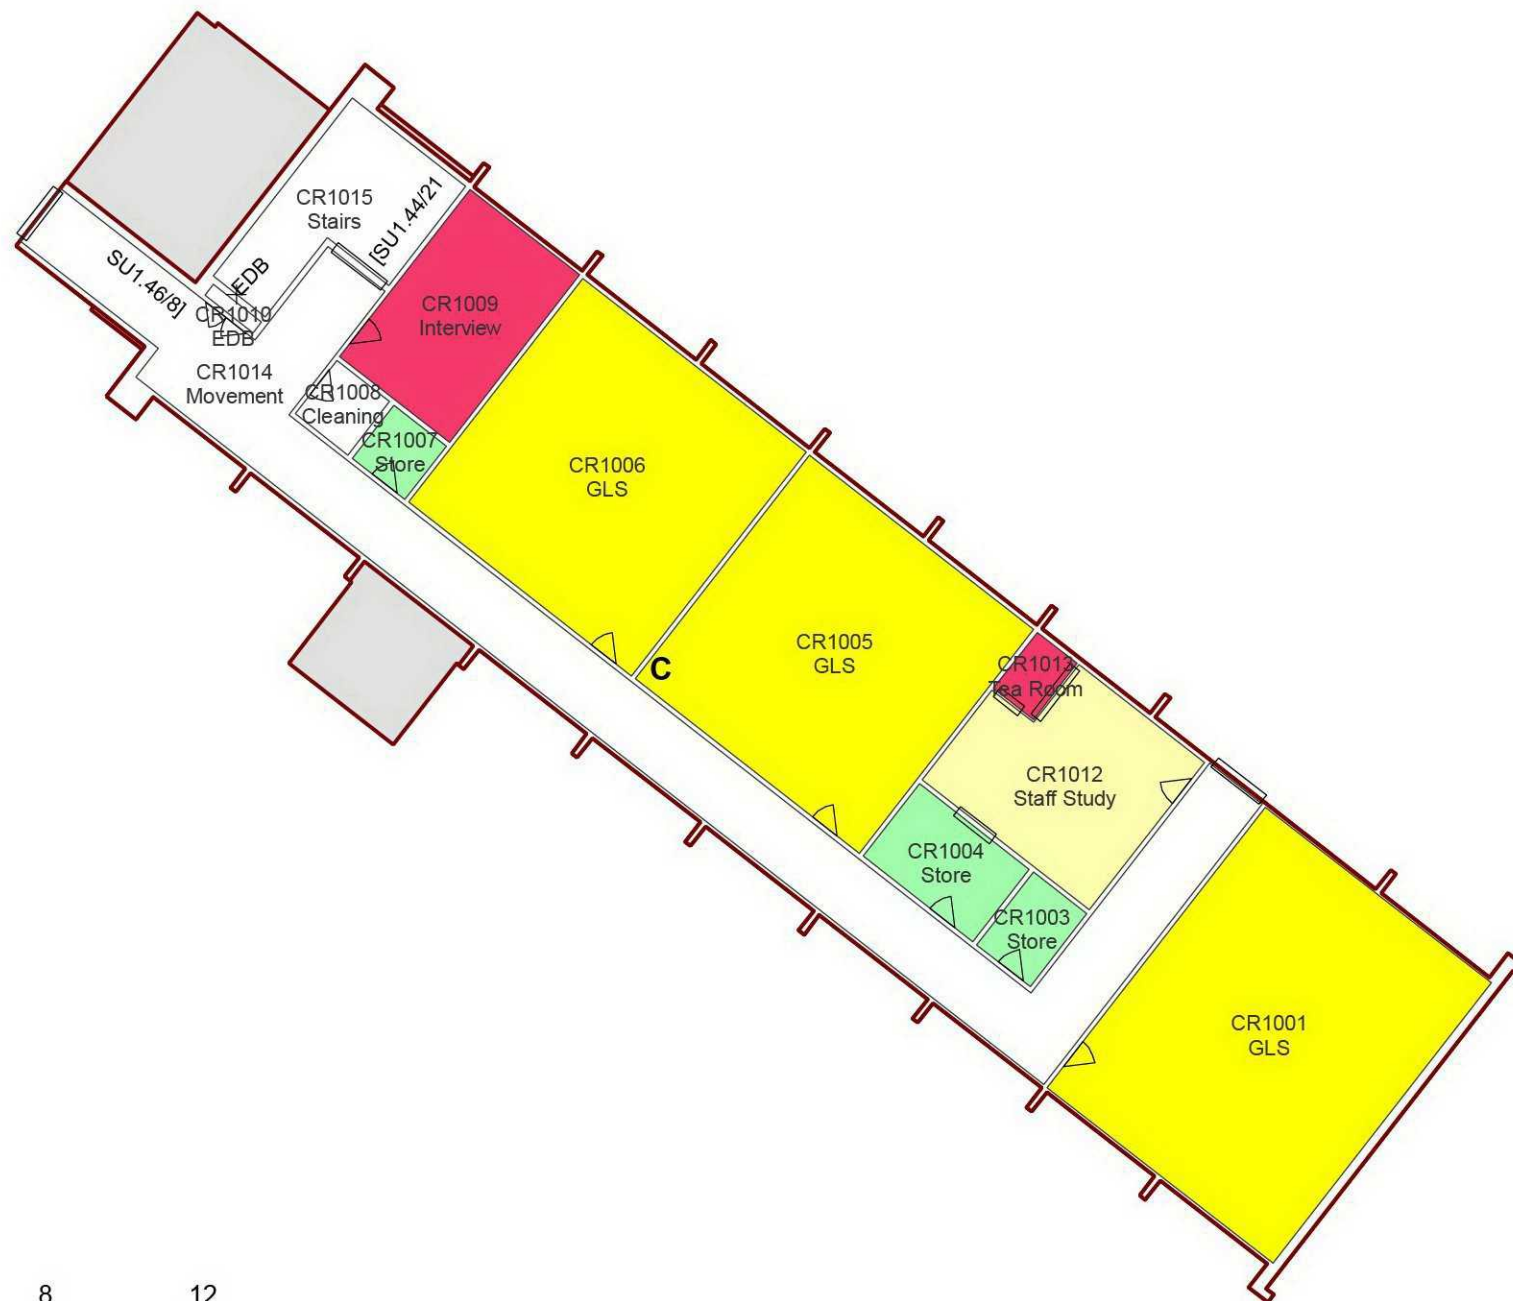 CR1015
Stairs
[SU1.44/21
SU1.46/8]
EDB
CR1010
EDB
CR1014
Movement
CR1009
Interview
CR1008
Cleaning
CR1007
Store
CR1006
GLS
C
CR1005
GLS
CR1013
Tea Room
CR1012
Staff Study
CR1004
Store
CR1003
Store
CR1001
GLS
8 12